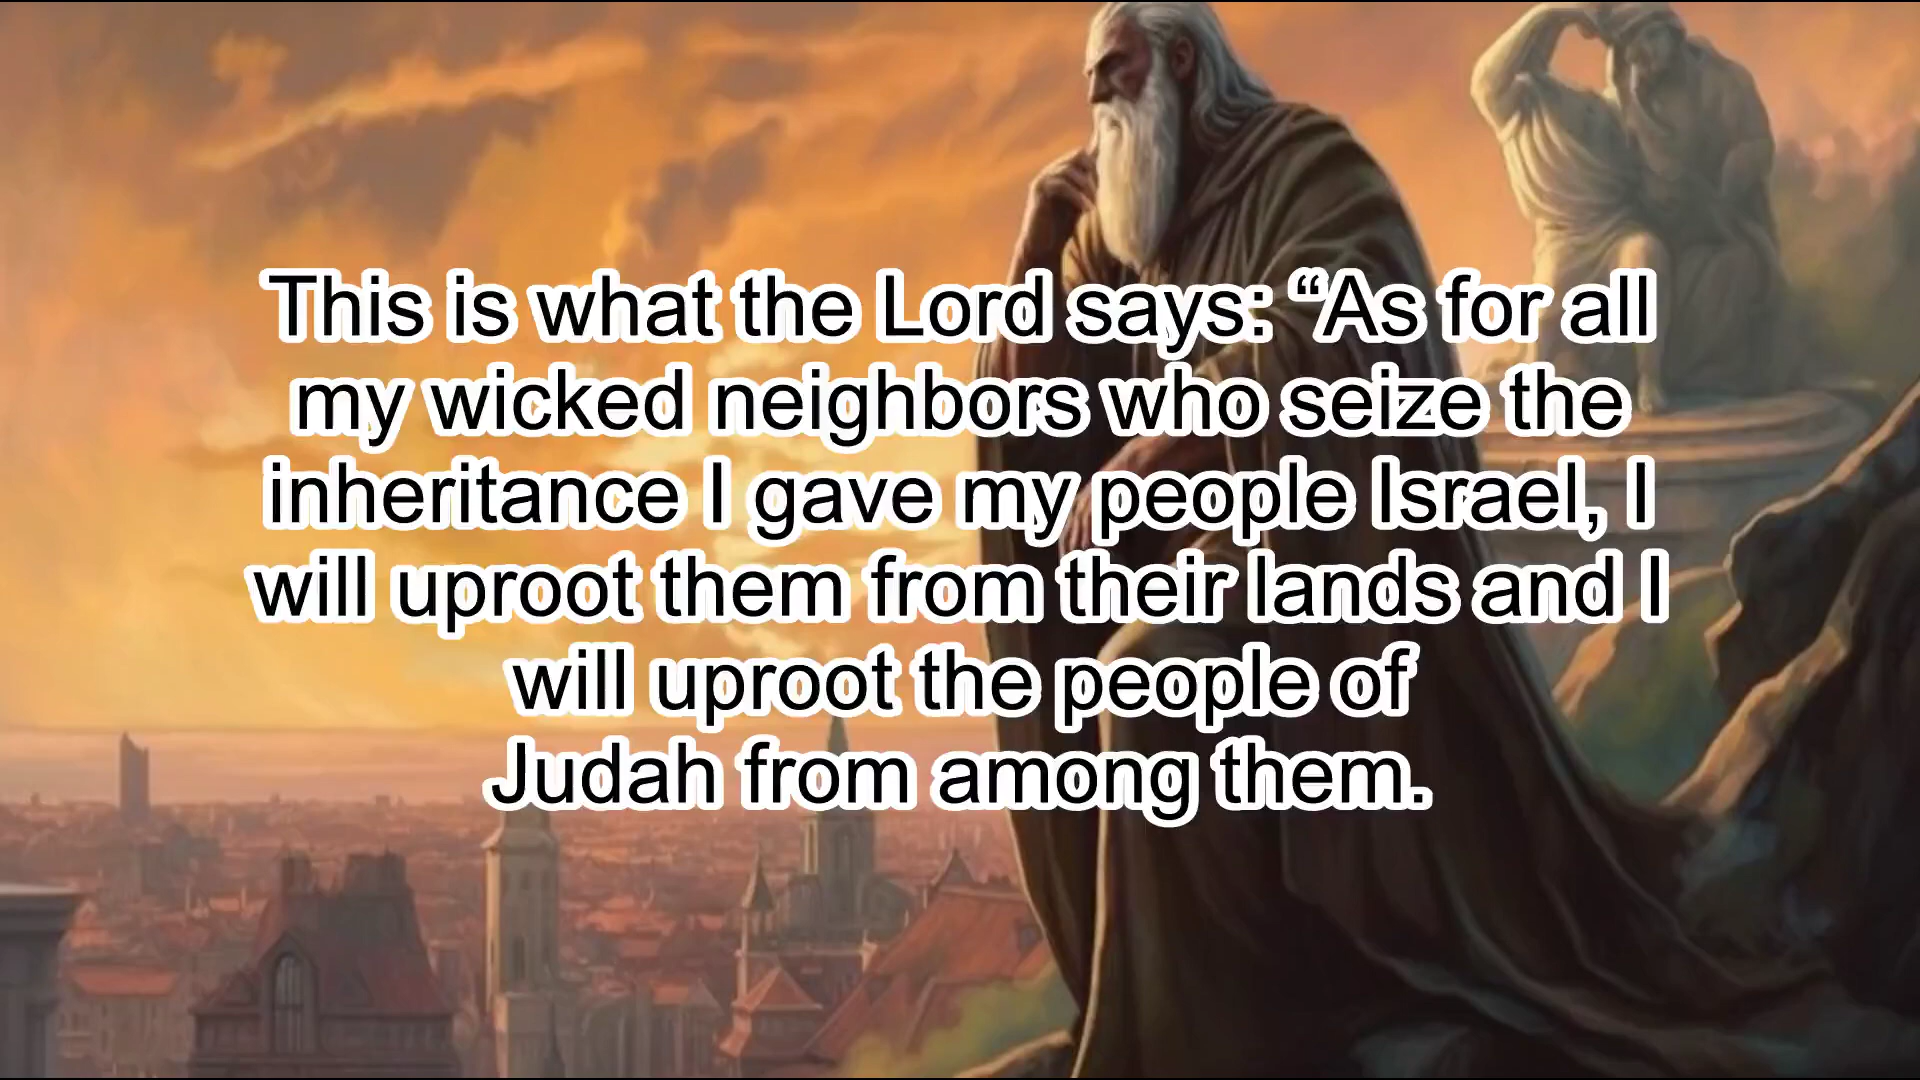 This is what the Lord says: “As for all
my wicked neighbors who seize the
inheritance I gave my people Israel, I
will uproot them from their lands and I
will uproot the people of
Judah from among them.